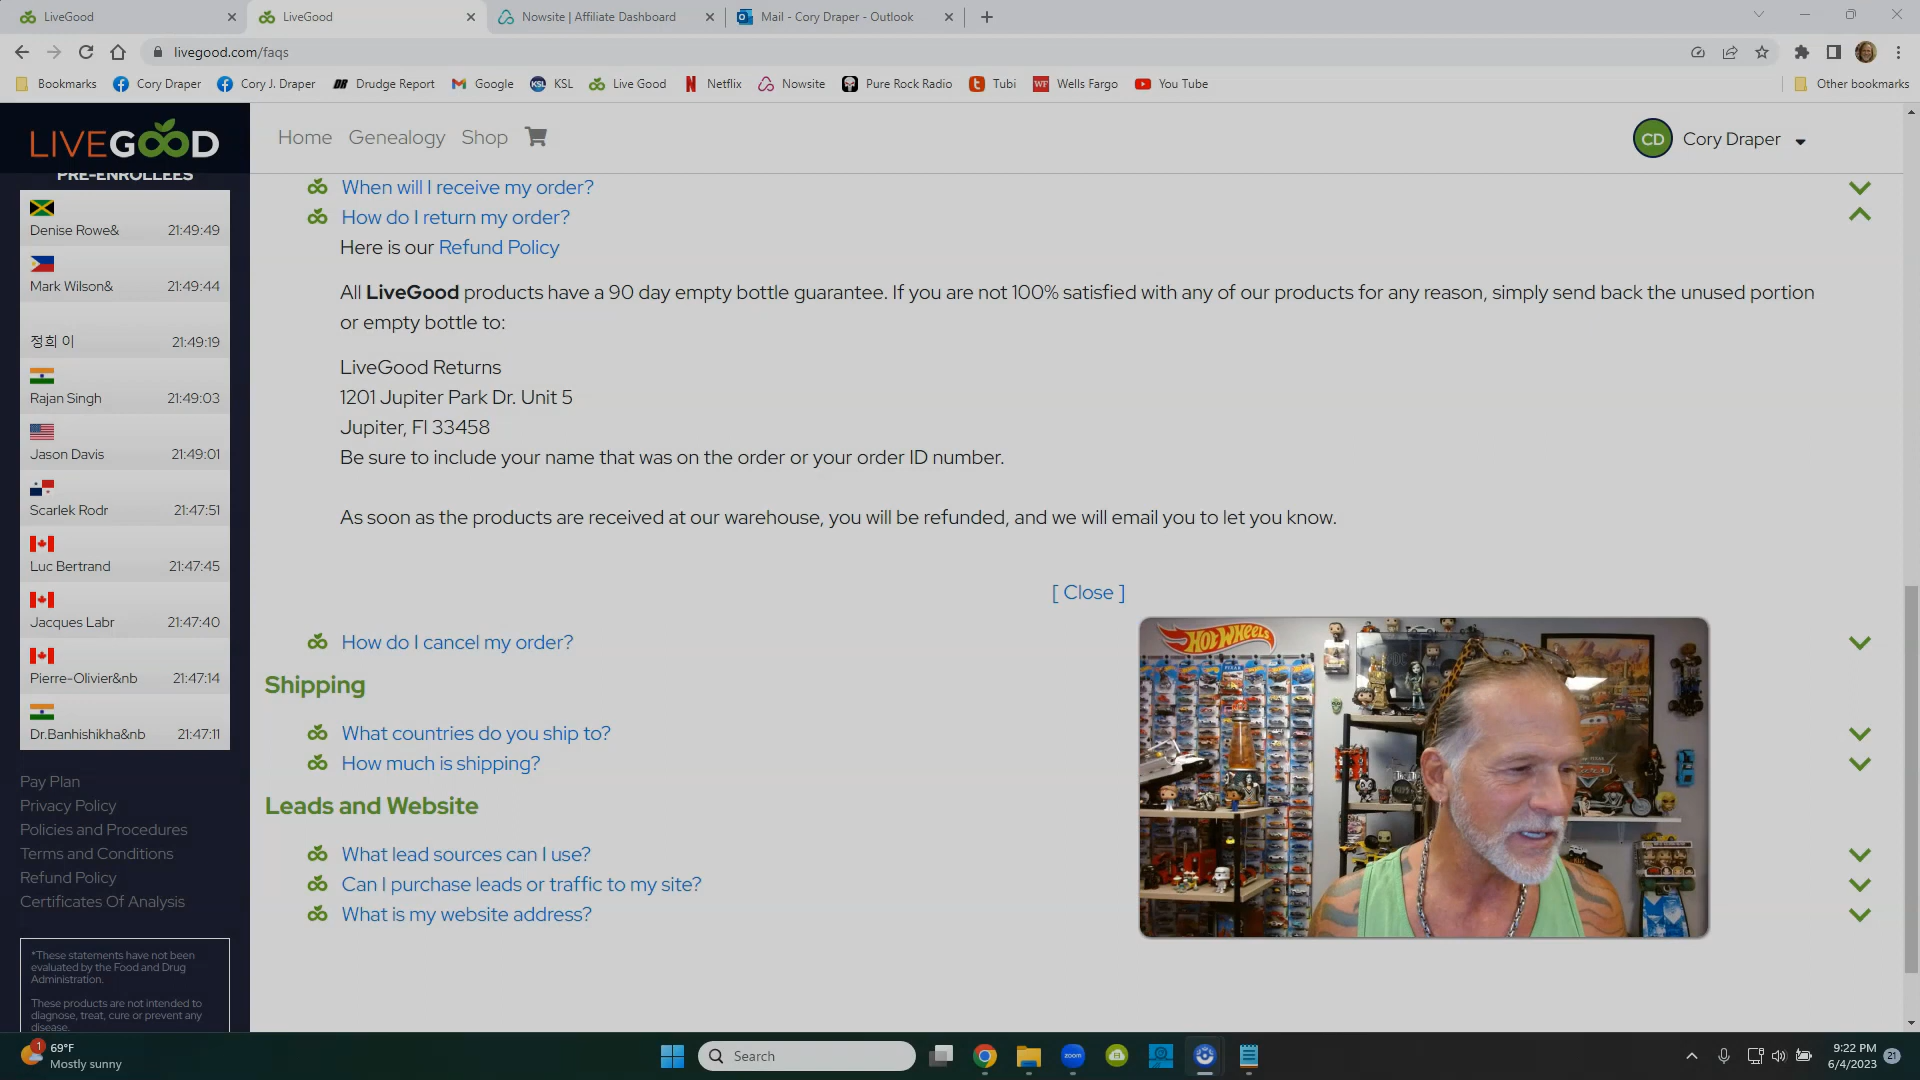 LiveGood
LiveGood
Nowsite | Affiliate Dashboard
Mail - Cory Draper - Outlook
livegood.com/faqs
Bookmarks
Cory Draper
Cory J. Draper
DR Drudge Report
Google
KSL KSL
Live Good
Netflix
Nowsite
Pure Rock Radio
Tubi
WF Wells Fargo
You Tube
Other bookmarks
LIVEGOOD
Home
Genealogy
Shop
CD
Cory Draper
PRE-ENROLLEES
Denise Rowe& 21:49:49
Mark Wilson& 21:49:44
정희 이 21:49:19
Rajan Singh 21:49:03
Jason Davis 21:49:01
Scarlek Rodr 21:47:51
Luc Bertrand 21:47:45
Jacques Labr 21:47:40
Pierre-Olivier&nb 21:47:14
Dr.Banhishikha&nb 21:47:11
Pay Plan
Privacy Policy
Policies and Procedures
Terms and Conditions
Refund Policy
Certificates Of Analysis
*These statements have not been
evaluated by the Food and Drug
Administration.
These products are not intended to
diagnose, treat, cure or prevent any
disease.
When will I receive my order?
How do I return my order?
Here is our Refund Policy
All LiveGood products have a 90 day empty bottle guarantee. If you are not 100% satisfied with any of our products for any reason, simply send back the unused portion
or empty bottle to:
LiveGood Returns
1201 Jupiter Park Dr. Unit 5
Jupiter, Fl 33458
Be sure to include your name that was on the order or your order ID number.
As soon as the products are received at our warehouse, you will be refunded, and we will email you to let you know.
[ Close ]
How do I cancel my order?
Shipping
What countries do you ship to?
How much is shipping?
Leads and Website
What lead sources can I use?
Can I purchase leads or traffic to my site?
What is my website address?
HOT WHEELS
1
69°F
Mostly sunny
Search
zoom
9:22 PM
6/4/2023
21